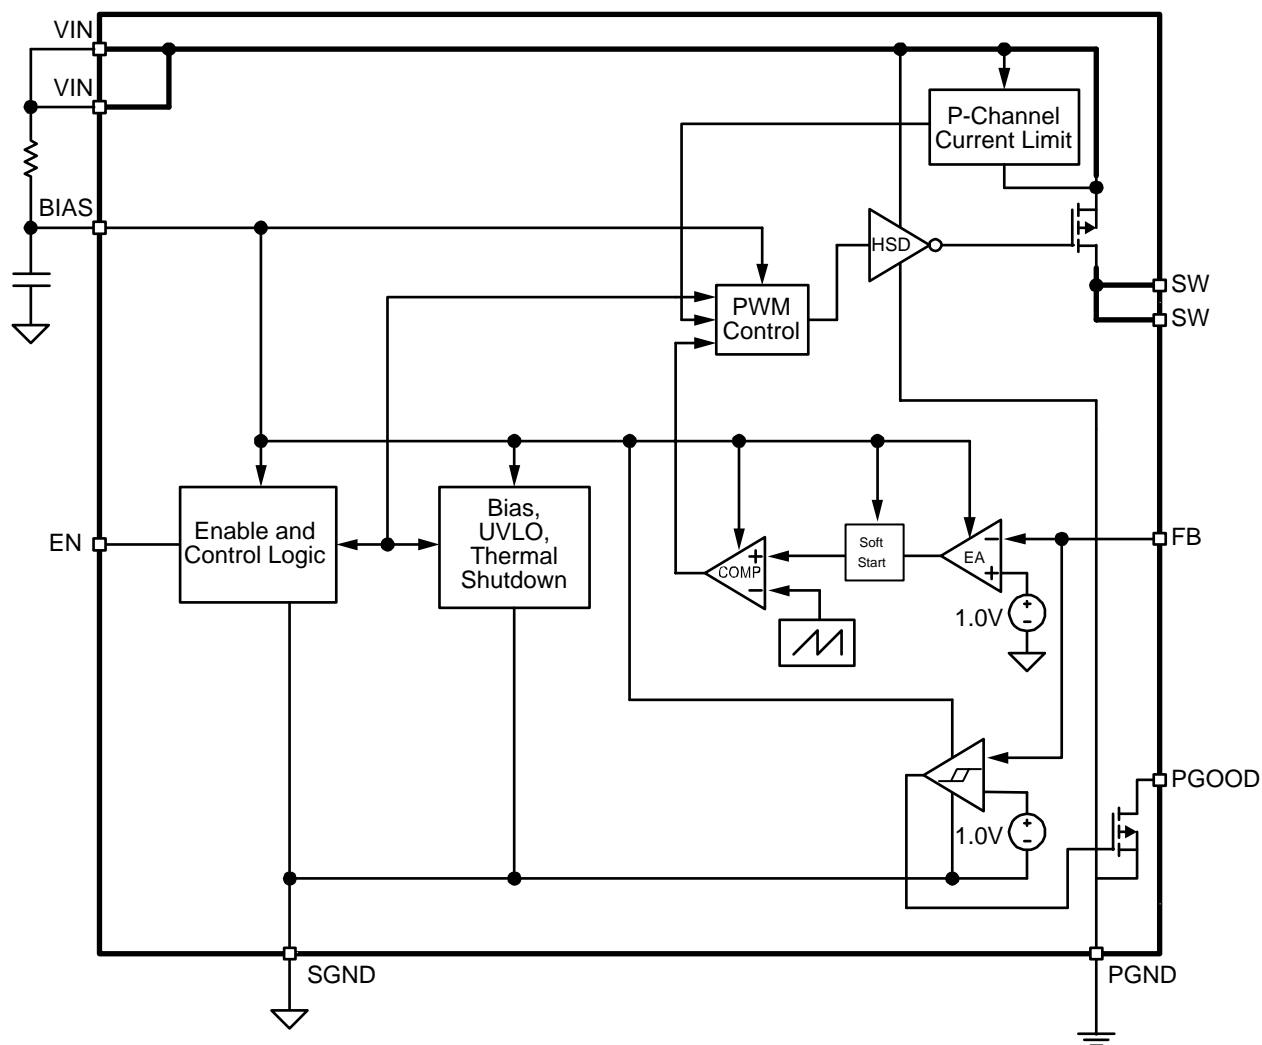 VIN
VIN
P-Channel
Current Limit
BIAS
HSD
SW
SW
PWM
Control
EN
Enable and
Control Logic
Bias,
UVLO,
Thermal
Shutdown
+
COMP
−
Soft
Start
−
EA
+
FB
1.0V
+
−
PGOOD
1.0V
+
−
SGND
PGND